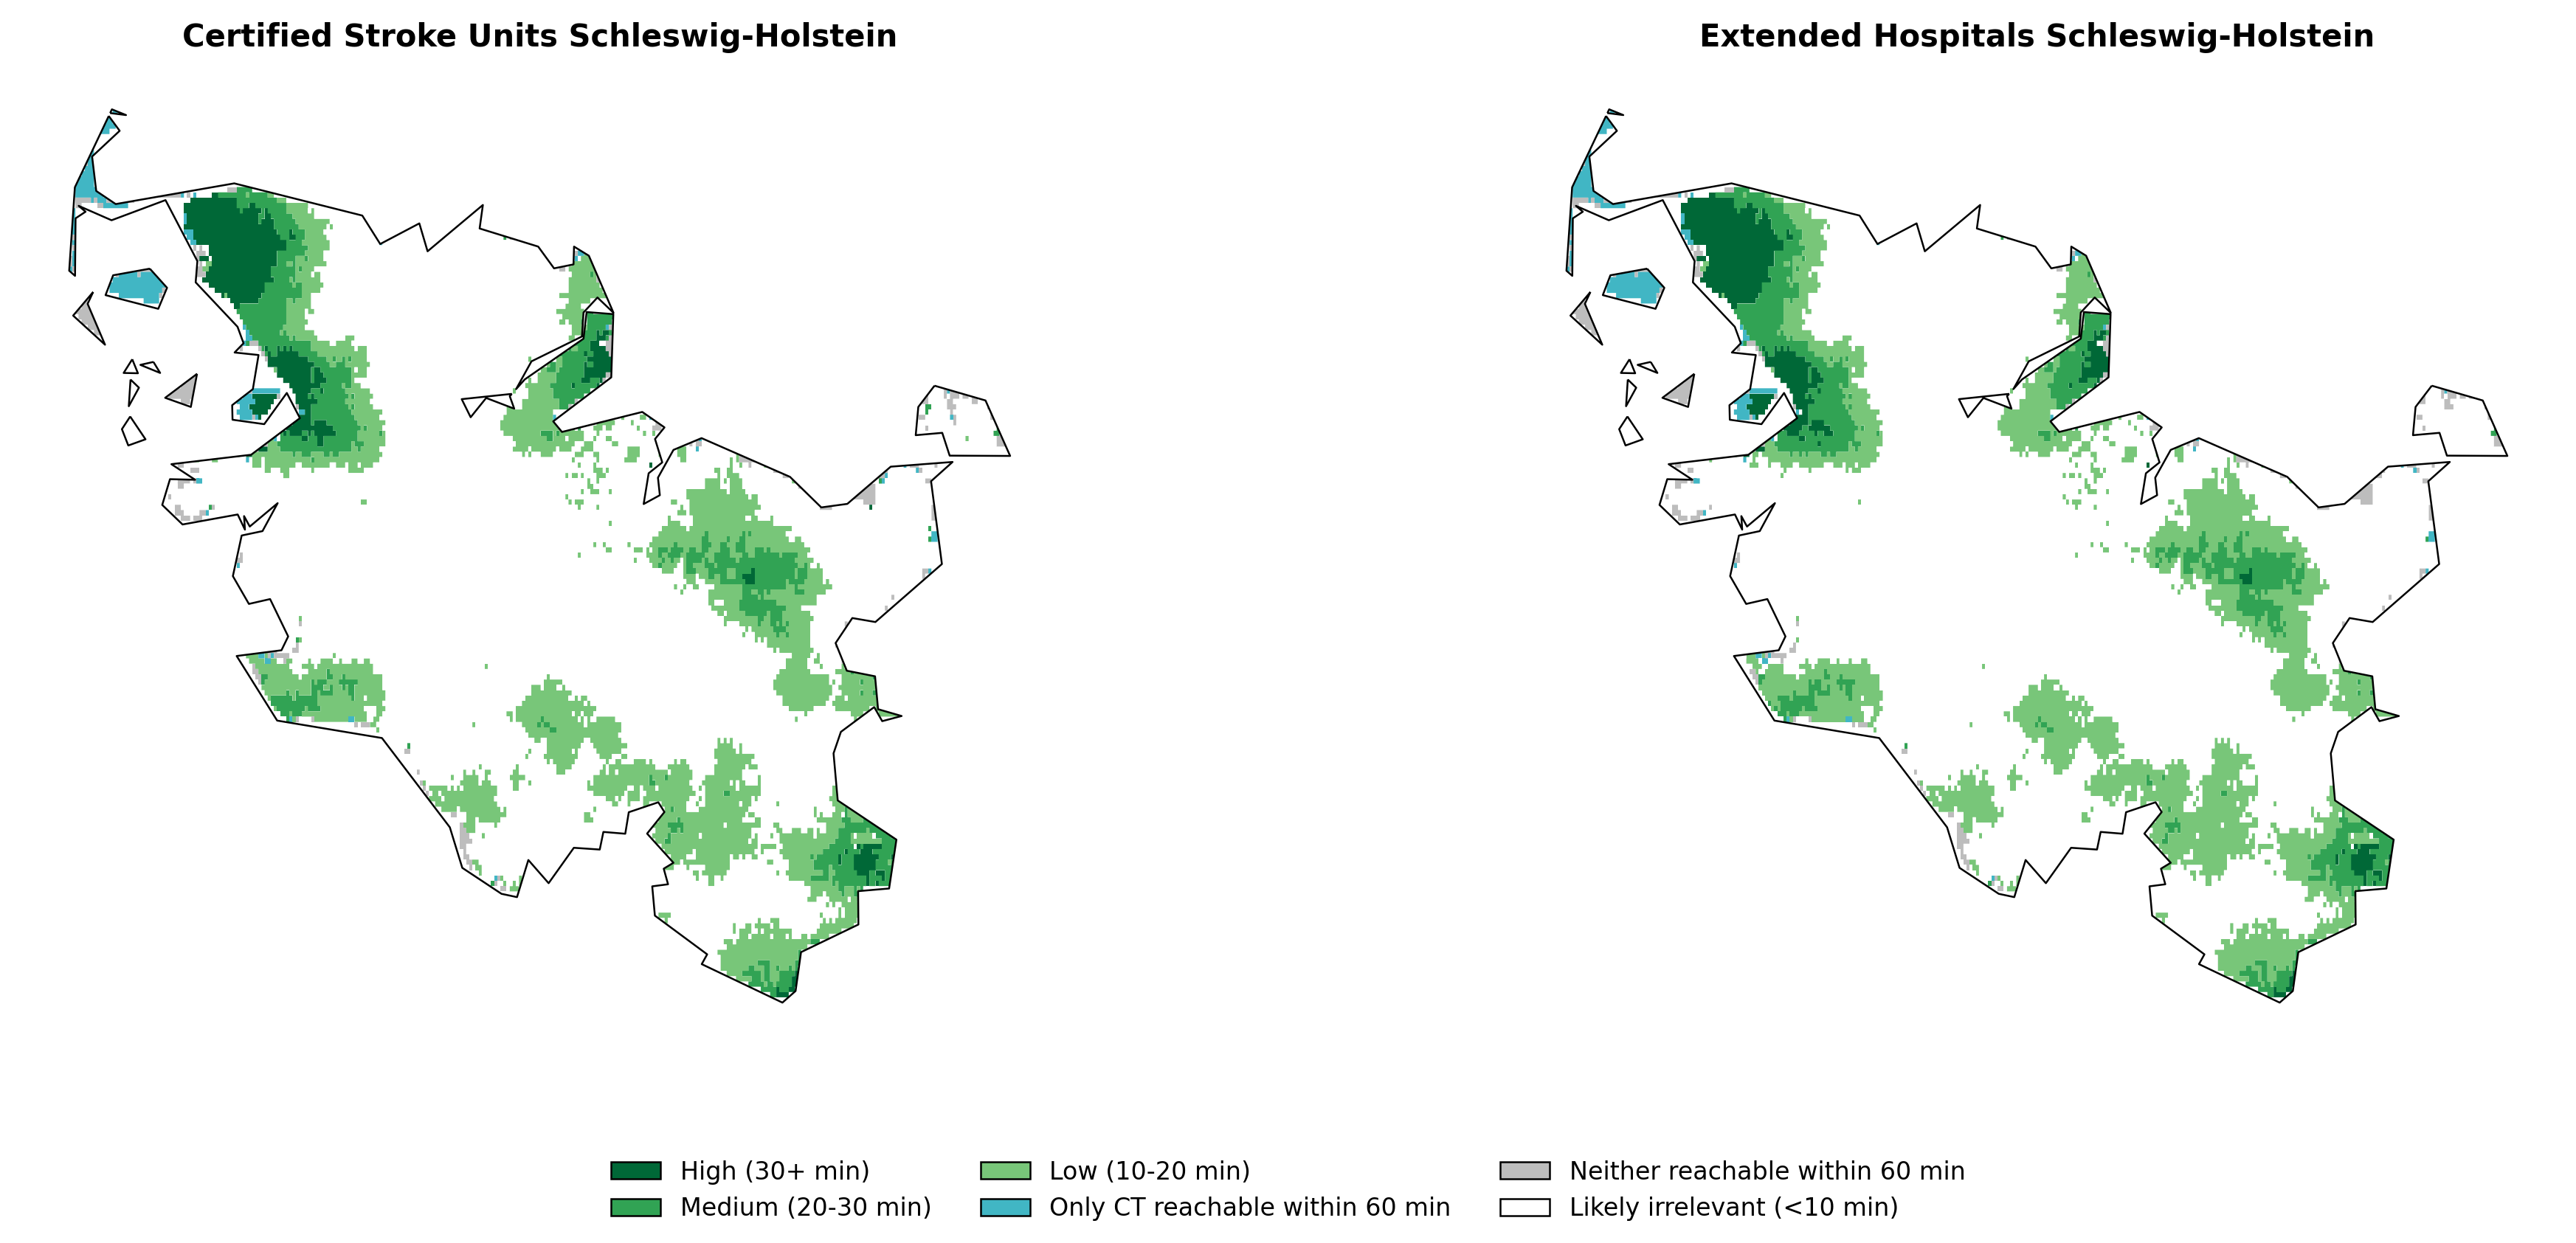 Certified Stroke Units Schleswig-Holstein
Extended Hospitals Schleswig-Holstein
High (30+ min)
Medium (20-30 min)
Low (10-20 min)
Only CT reachable within 60 min
Neither reachable within 60 min
Likely irrelevant (<10 min)